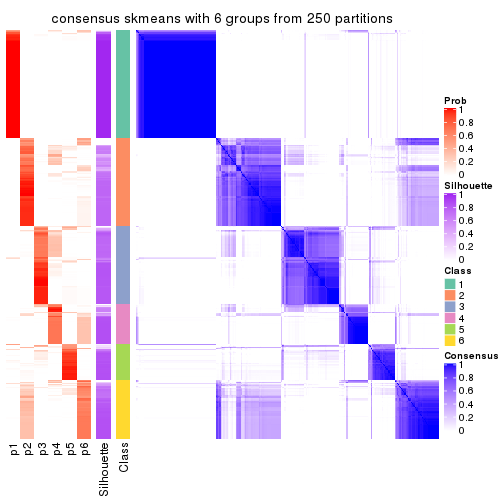 consensus skmeans with 6 groups from 250 partitions
Prob
1
0.8
0.6
0.4
0.2
0
Silhouette
1
0.8
0.6
0.4
0.2
0
Class
1
2
3
4
5
6
Consensus
1
0.8
0.6
0.4
0.2
0
p1
p2
p3
p4
p5
p6
Silhouette
Class